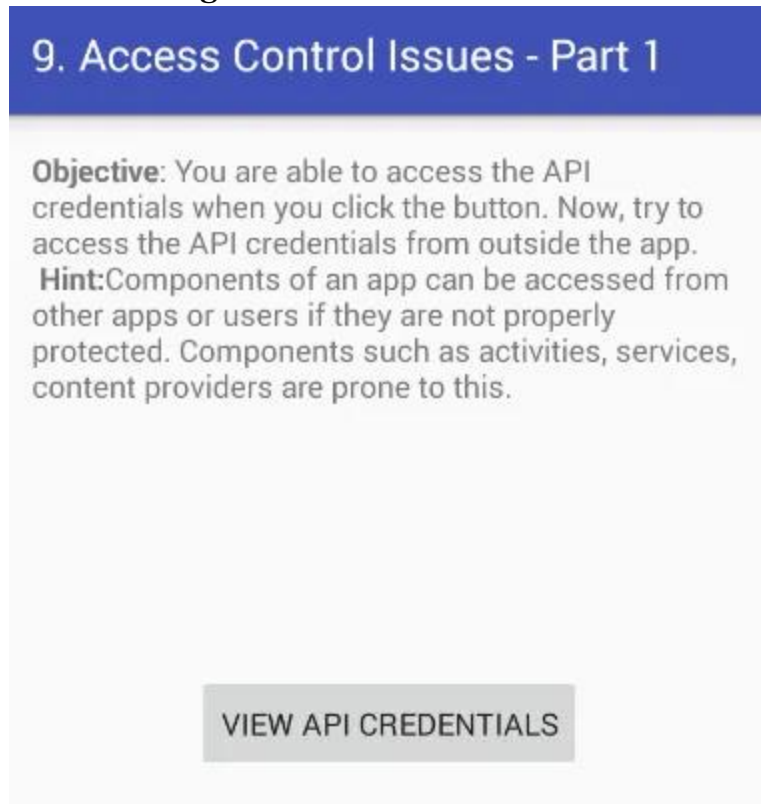 9. Access Control Issues - Part 1
Objective: You are able to access the API
credentials when you click the button. Now, try to
access the API credentials from outside the app.
Hint:Components of an app can be accessed from
other apps or users if they are not properly
protected. Components such as activities, services,
content providers are prone to this.
VIEW API CREDENTIALS